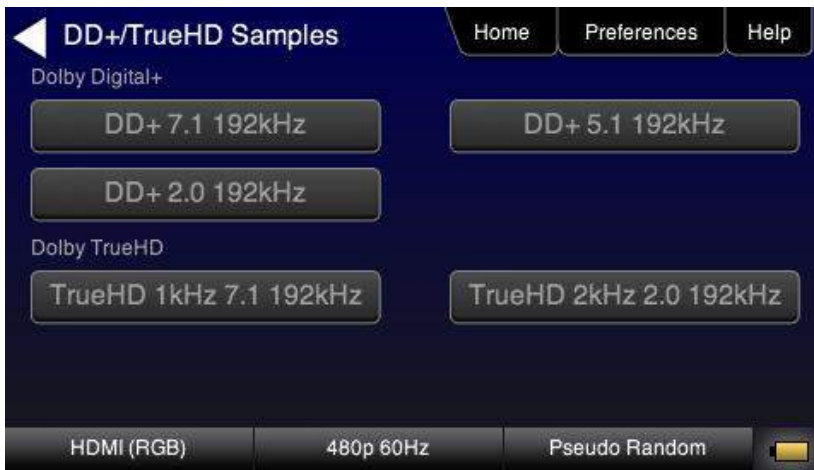 DD+/TrueHD Samples
Home
Preferences
Help
Dolby Digital+
DD+ 7.1 192kHz
DD+ 5.1 192kHz
DD+ 2.0 192kHz
Dolby TrueHD
TrueHD 1kHz 7.1 192kHz
TrueHD 2kHz 2.0 192kHz
HDMI (RGB)
480p 60Hz
Pseudo Random